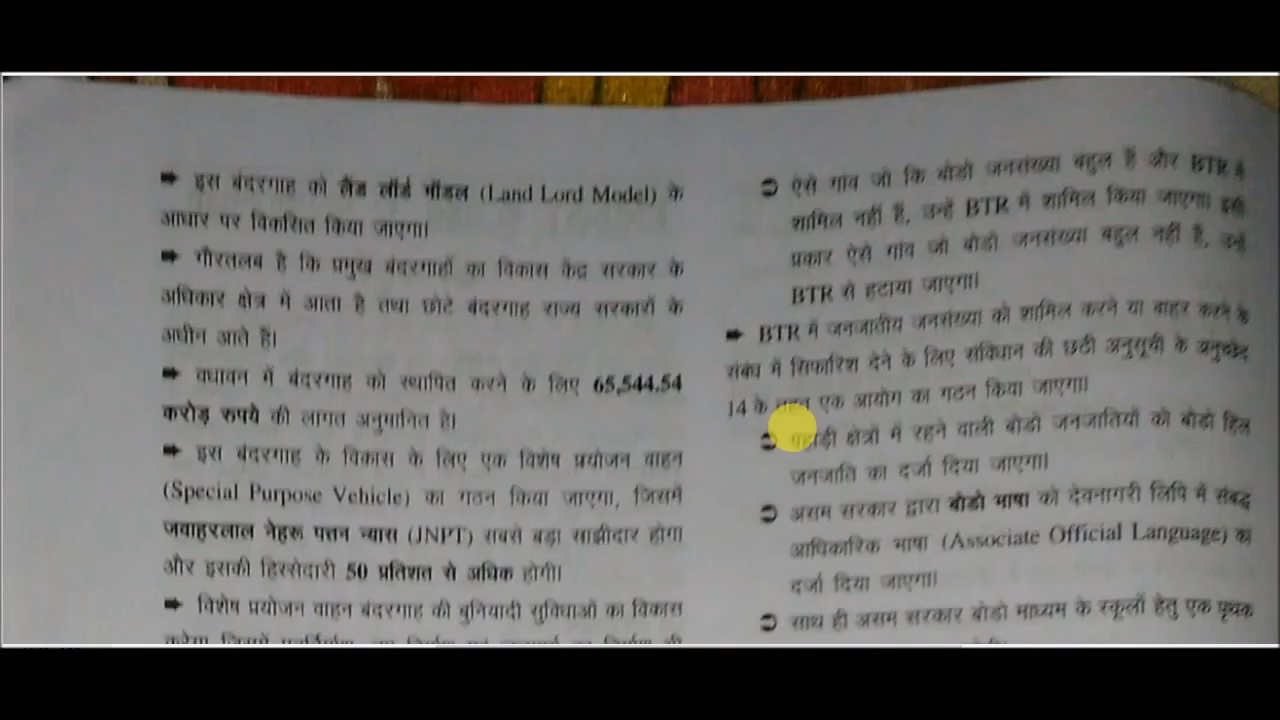 ➡ इस बंदरगाह को लैंड लॉर्ड मॉडल (Land Lord Model) के
आधार पर विकसित किया जाएगा।
➡ गौरतलब है कि प्रमुख बंदरगाहों का विकास केंद्र सरकार के
अधिकार क्षेत्र में आता है तथा छोटे बंदरगाह राज्य सरकारों के
अधीन आते हैं।
➡ वधावन में बंदरगाह को स्थापित करने के लिए 65,544.54
करोड़ रुपये की लागत अनुमानित है।
➡ इस बंदरगाह के विकास के लिए एक विशेष प्रयोजन वाहन
(Special Purpose Vehicle) का गठन किया जाएगा, जिसमें
जवाहरलाल नेहरू पत्तन न्यास (JNPT) सबसे बड़ा साझीदार होगा
और इसकी हिस्सेदारी 50 प्रतिशत से अधिक होगी।
➡ विशेष प्रयोजन वाहन बंदरगाह की बुनियादी सुविधाओं का विकास
ऐसे गांव जो कि बोडो जनसंख्या बहुल हैं और BTR में
शामिल नहीं हैं, उन्हें BTR में शामिल किया जाएगा। इसी
प्रकार ऐसे गांव जो बोडो जनसंख्या बहुल नहीं हैं, उन्हें
BTR से हटाया जाएगा।
➡ BTR में जनजातीय जनसंख्या को शामिल करने या बाहर करने के
संबंध में सिफारिश देने के लिए संविधान की छठी अनुसूची के अनुच्छेद
14 के तहत एक आयोग का गठन किया जाएगा।
पहाड़ी क्षेत्रों में रहने वाली बोडो जनजातियों को बोडो हिल
जनजाति का दर्जा दिया जाएगा।
असम सरकार द्वारा बोडो भाषा को देवनागरी लिपि में संबद्ध
आधिकारिक भाषा (Associate Official Language) का
दर्जा दिया जाएगा।
साथ ही असम सरकार बोडो माध्यम के स्कूलों हेतु एक पृथक